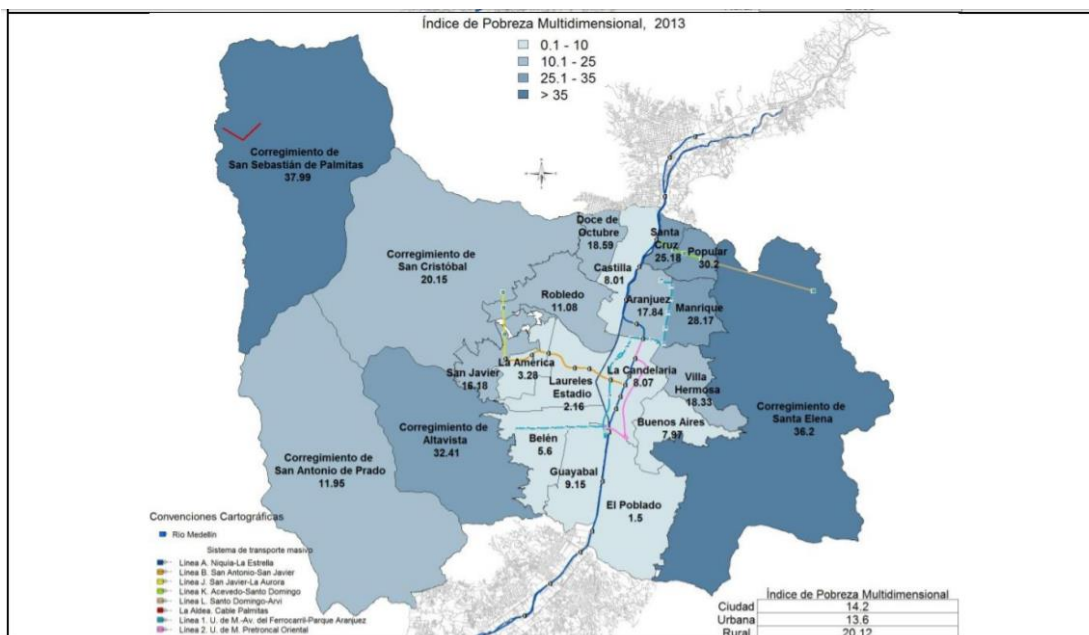 Índice de Pobreza Multidimensional, 2013
0.1 - 10
10.1 - 25
25.1 - 35
> 35
Corregimiento de
San Sebastián de Palmitas
37.99
Doce de
Octubre
18.59
Santa
Cruz
25.18
Popular
30.2
Corregimiento de
San Cristóbal
20.15
Castilla
8.01
Robledo
11.08
Aranjuez
17.84
Manrique
28.17
San Javier
16.18
La América
3.28
Laureles
Estadio
2.16
La Candelaria
8.07
Villa
Hermosa
18.33
Corregimiento de
Santa Elena
36.2
Buenos Aires
7.97
Corregimiento de
Altavista
32.41
Belén
5.6
Corregimiento de
San Antonio de Prado
11.95
Guayabal
9.15
El Poblado
1.5
Convenciones Cartográficas
Río Medellín
Sistema de transporte masivo
Línea A. Niquía-La Estrella
Línea B. San Antonio-San Javier
Línea J. San Javier-La Aurora
Línea K. Acevedo-Santo Domingo
Línea L. Santo Domingo-Arví
La Aldea. Cable Palmitas
Línea 1. U. de M.-Av. del Ferrocarril-Parque Aranjuez
Línea 2. U. de M. Pretroncal Oriental
Índice de Pobreza Multidimensional
Ciudad 14.2
Urbana 13.6
Rural 20.12